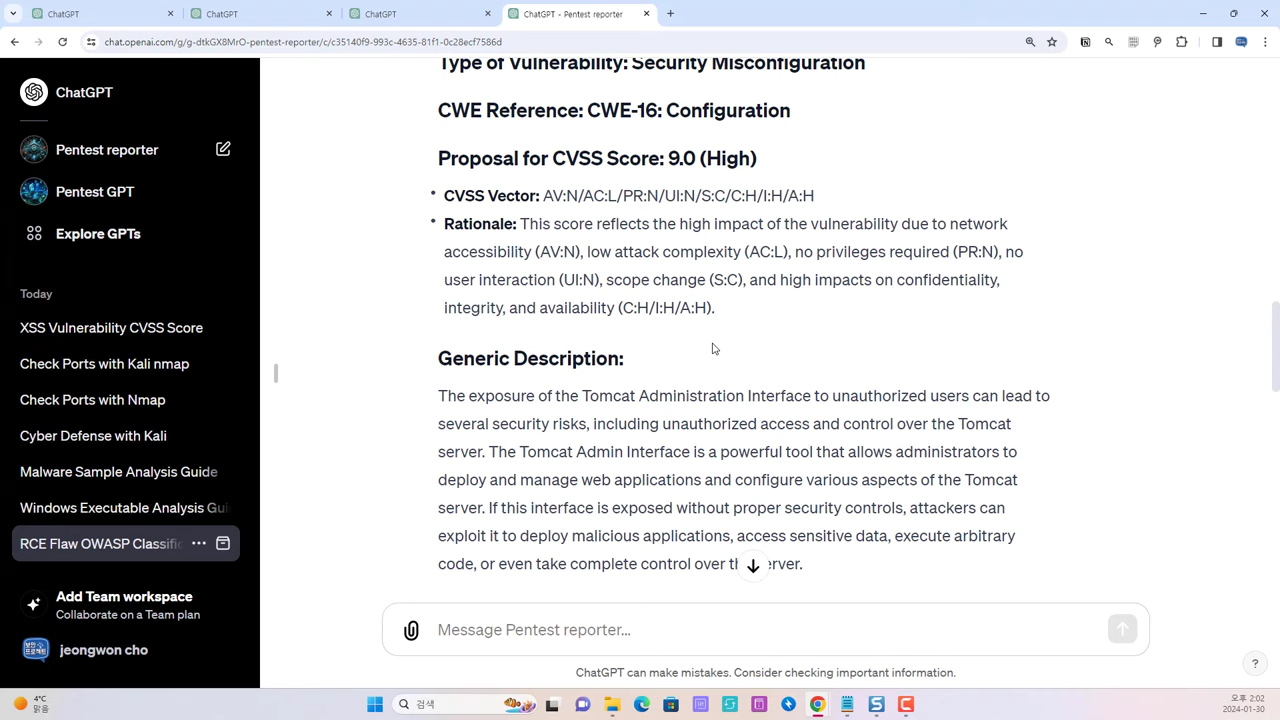 ChatGPT
ChatGPT
ChatGPT
ChatGPT - Pentest reporter
chat.openai.com/g/g-dtkGX8MrO-pentest-reporter/c/c35140f9-993c-4635-81f1-0c28ecf7586d
ChatGPT
Pentest reporter
Pentest GPT
Explore GPTs
Today
XSS Vulnerability CVSS Score
Check Ports with Kali nmap
Check Ports with Nmap
Cyber Defense with Kali
Malware Sample Analysis Guide
Windows Executable Analysis Gui
RCE Flaw OWASP Classific
Add Team workspace
Collaborate on a Team plan
jeongwon cho
Type of Vulnerability: Security Misconfiguration
CWE Reference: CWE-16: Configuration
Proposal for CVSS Score: 9.0 (High)
• CVSS Vector: AV:N/AC:L/PR:N/UI:N/S:C/C:H/I:H/A:H
• Rationale: This score reflects the high impact of the vulnerability due to network
accessibility (AV:N), low attack complexity (AC:L), no privileges required (PR:N), no
user interaction (UI:N), scope change (S:C), and high impacts on confidentiality,
integrity, and availability (C:H/I:H/A:H).
Generic Description:
The exposure of the Tomcat Administration Interface to unauthorized users can lead to
several security risks, including unauthorized access and control over the Tomcat
server. The Tomcat Admin Interface is a powerful tool that allows administrators to
deploy and manage web applications and configure various aspects of the Tomcat
server. If this interface is exposed without proper security controls, attackers can
exploit it to deploy malicious applications, access sensitive data, execute arbitrary
code, or even take complete control over th erver.
Message Pentest reporter...
ChatGPT can make mistakes. Consider checking important information.
?
4°C
맑음
검색
오후 2:02
2024-01-30